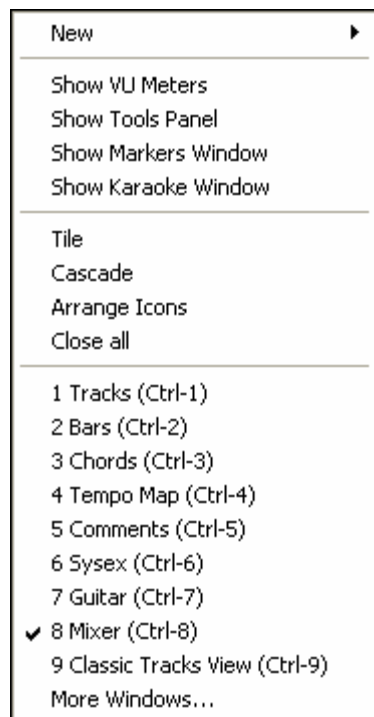 New
Show VU Meters
Show Tools Panel
Show Markers Window
Show Karaoke Window
Tile
Cascade
Arrange Icons
Close all
1 Tracks (Ctrl-1)
2 Bars (Ctrl-2)
3 Chords (Ctrl-3)
4 Tempo Map (Ctrl-4)
5 Comments (Ctrl-5)
6 Sysex (Ctrl-6)
7 Guitar (Ctrl-7)
8 Mixer (Ctrl-8)
9 Classic Tracks View (Ctrl-9)
More Windows...